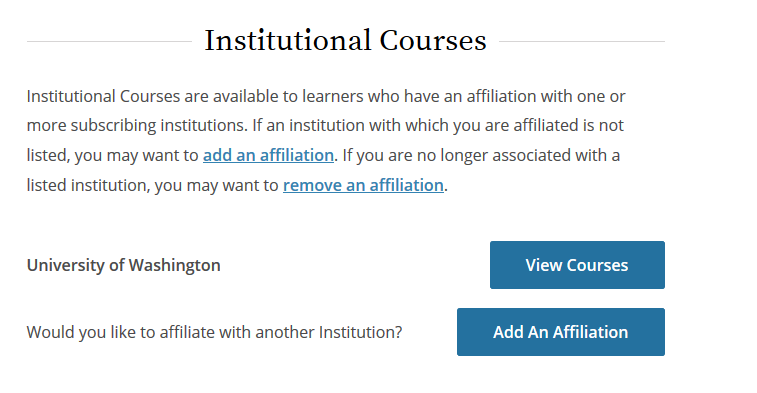 Institutional Courses
Institutional Courses are available to learners who have an affiliation with one or
more subscribing institutions. If an institution with which you are affiliated is not
listed, you may want to add an affiliation. If you are no longer associated with a
listed institution, you may want to remove an affiliation.
University of Washington
View Courses
Would you like to affiliate with another Institution?
Add An Affiliation